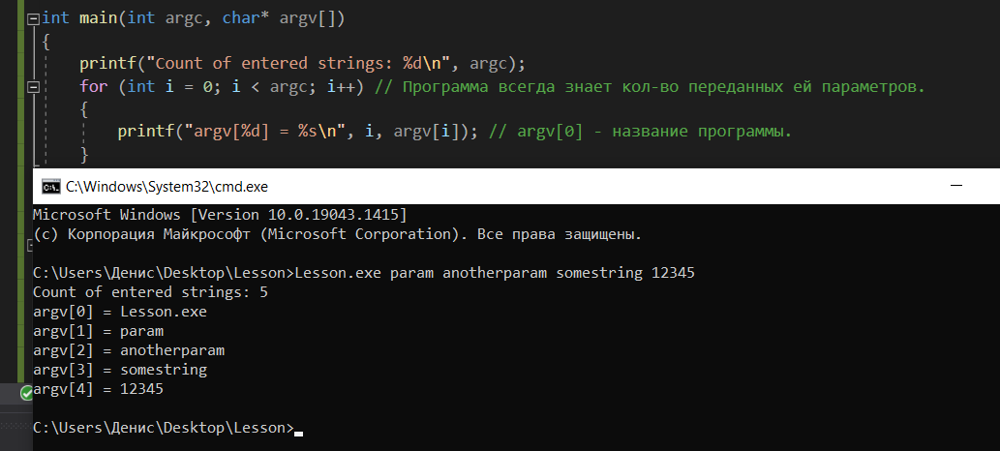 int main(int argc, char* argv[])
{
printf("Count of entered strings: %d\n", argc);
for (int i = 0; i < argc; i++) // Программа всегда знает кол-во переданных ей параметров.
{
printf("argv[%d] = %s\n", i, argv[i]); // argv[0] - название программы.
}
C:\Windows\System32\cmd.exe
Microsoft Windows [Version 10.0.19043.1415]
(c) Корпорация Майкрософт (Microsoft Corporation). Все права защищены.
C:\Users\Денис\Desktop\Lesson>Lesson.exe param anotherparam somestring 12345
Count of entered strings: 5
argv[0] = Lesson.exe
argv[1] = param
argv[2] = anotherparam
argv[3] = somestring
argv[4] = 12345
C:\Users\Денис\Desktop\Lesson>